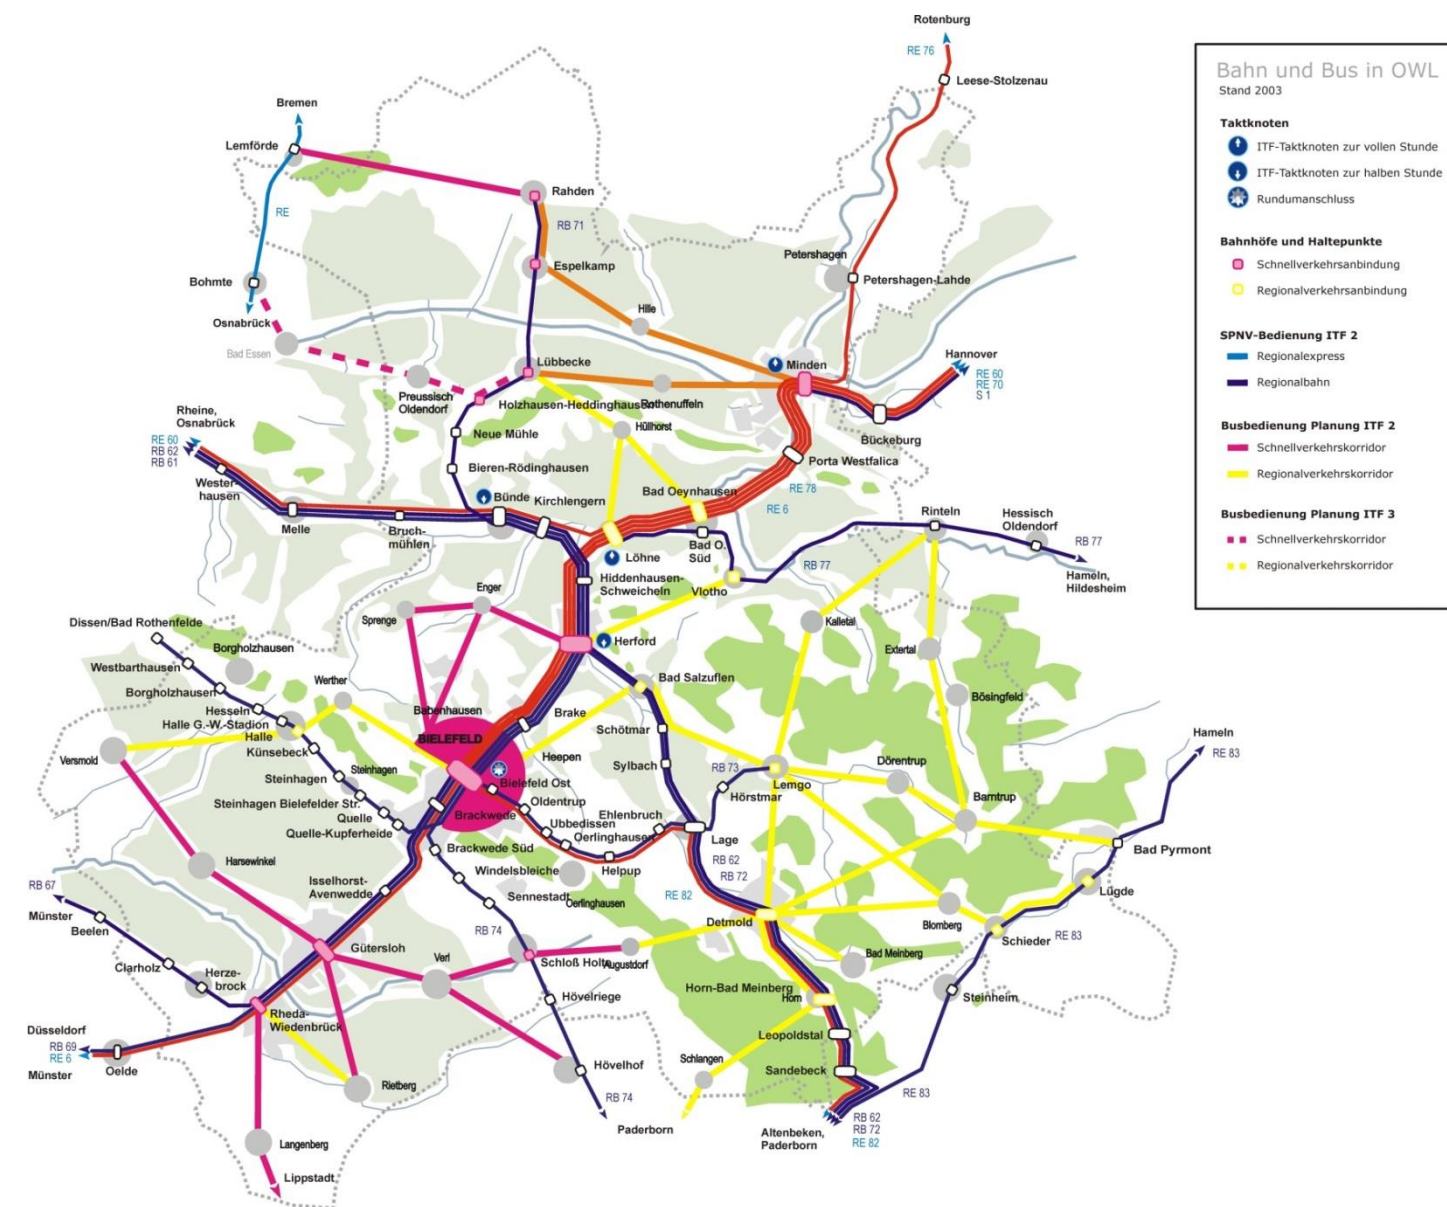 Rotenburg
RE 76
Leese-Stolzenau
Bremen
Lemförde
Rahden
RE
RB 71
Espelkamp
Petershagen
Petershagen-Lahde
Bohmte
Osnabrück
Hille
Bad Essen
Lübbecke
Minden
Hannover
RE 60
RE 70
S 1
Preussisch
Oldendorf
Holzhausen-Heddinghausen
Rothenuffeln
Rheine,
Osnabrück
Neue Mühle
Hüllhorst
Bückeburg
RE 60
RB 62
RB 61
Porta Westfalica
Wester-
hausen
Bieren-Rödinghausen
Bad Oeynhausen
RE 78
RE 6
Bünde
Kirchlengern
Rinteln
Hessisch
Oldendorf
Melle
Bruch-
mühlen
Löhne
Bad O.
Süd
RB 77
RB 77
Hameln,
Hildesheim
Hiddenhausen-
Schweicheln
Vlotho
Enger
Sprenge
Kalletal
Dissen/Bad Rothenfelde
Borgholzhausen
Herford
Extertal
Westbarthausen
Werther
Bad Salzuflen
Borgholzhausen
Bösingfeld
Hesseln
Halle G.-W.-Stadion
Halle
Babenhausen
Brake
Schötmar
BIELEFELD
Künsebeck
Heepen
Hameln
RE 83
Versmold
Steinhagen
Steinhagen
Sylbach
RB 73
Lemgo
Dörentrup
Bielefeld Ost
Hörstmar
Steinhagen Bielefelder Str.
Oldentrup
Barntrup
Quelle
Brackwede
Ubbedissen
Ehlenbruch
Quelle-Kupferheide
Oerlinghausen
Lage
Brackwede Süd
Bad Pyrmont
Harsewinkel
Windelsbleiche
Helpup
RB 62
RB 72
Isselhorst-
Avenwedde
Sennestadt
RE 82
Lügde
RB 67
Oerlinghausen
Münster
Detmold
Blomberg
Beelen
RB 74
Schieder
RE 83
Gütersloh
Verl
Schloß Holte
Augustdorf
Bad Meinberg
Clarholz
Herze-
brock
Horn-Bad Meinberg
Horn
Steinheim
Hövelriege
Rheda-
Wiedenbrück
Düsseldorf
RB 69
RE 6
Leopoldstal
Münster
Oelde
Hövelhof
Schlangen
Sandebeck
Rietberg
RB 74
RE 83
Paderborn
RB 62
RB 72
RE 82
Altenbeken,
Paderborn
Langenberg
Lippstadt
Bahn und Bus in OWL
Stand 2003
Taktknoten
ITF-Taktknoten zur vollen Stunde
ITF-Taktknoten zur halben Stunde
Rundumanschluss
Bahnhöfe und Haltepunkte
Schnellverkehrsanbindung
Regionalverkehrsanbindung
SPNV-Bedienung ITF 2
Regionalexpress
Regionalbahn
Busbedienung Planung ITF 2
Schnellverkehrskorridor
Regionalverkehrskorridor
Busbedienung Planung ITF 3
Schnellverkehrskorridor
Regionalverkehrskorridor